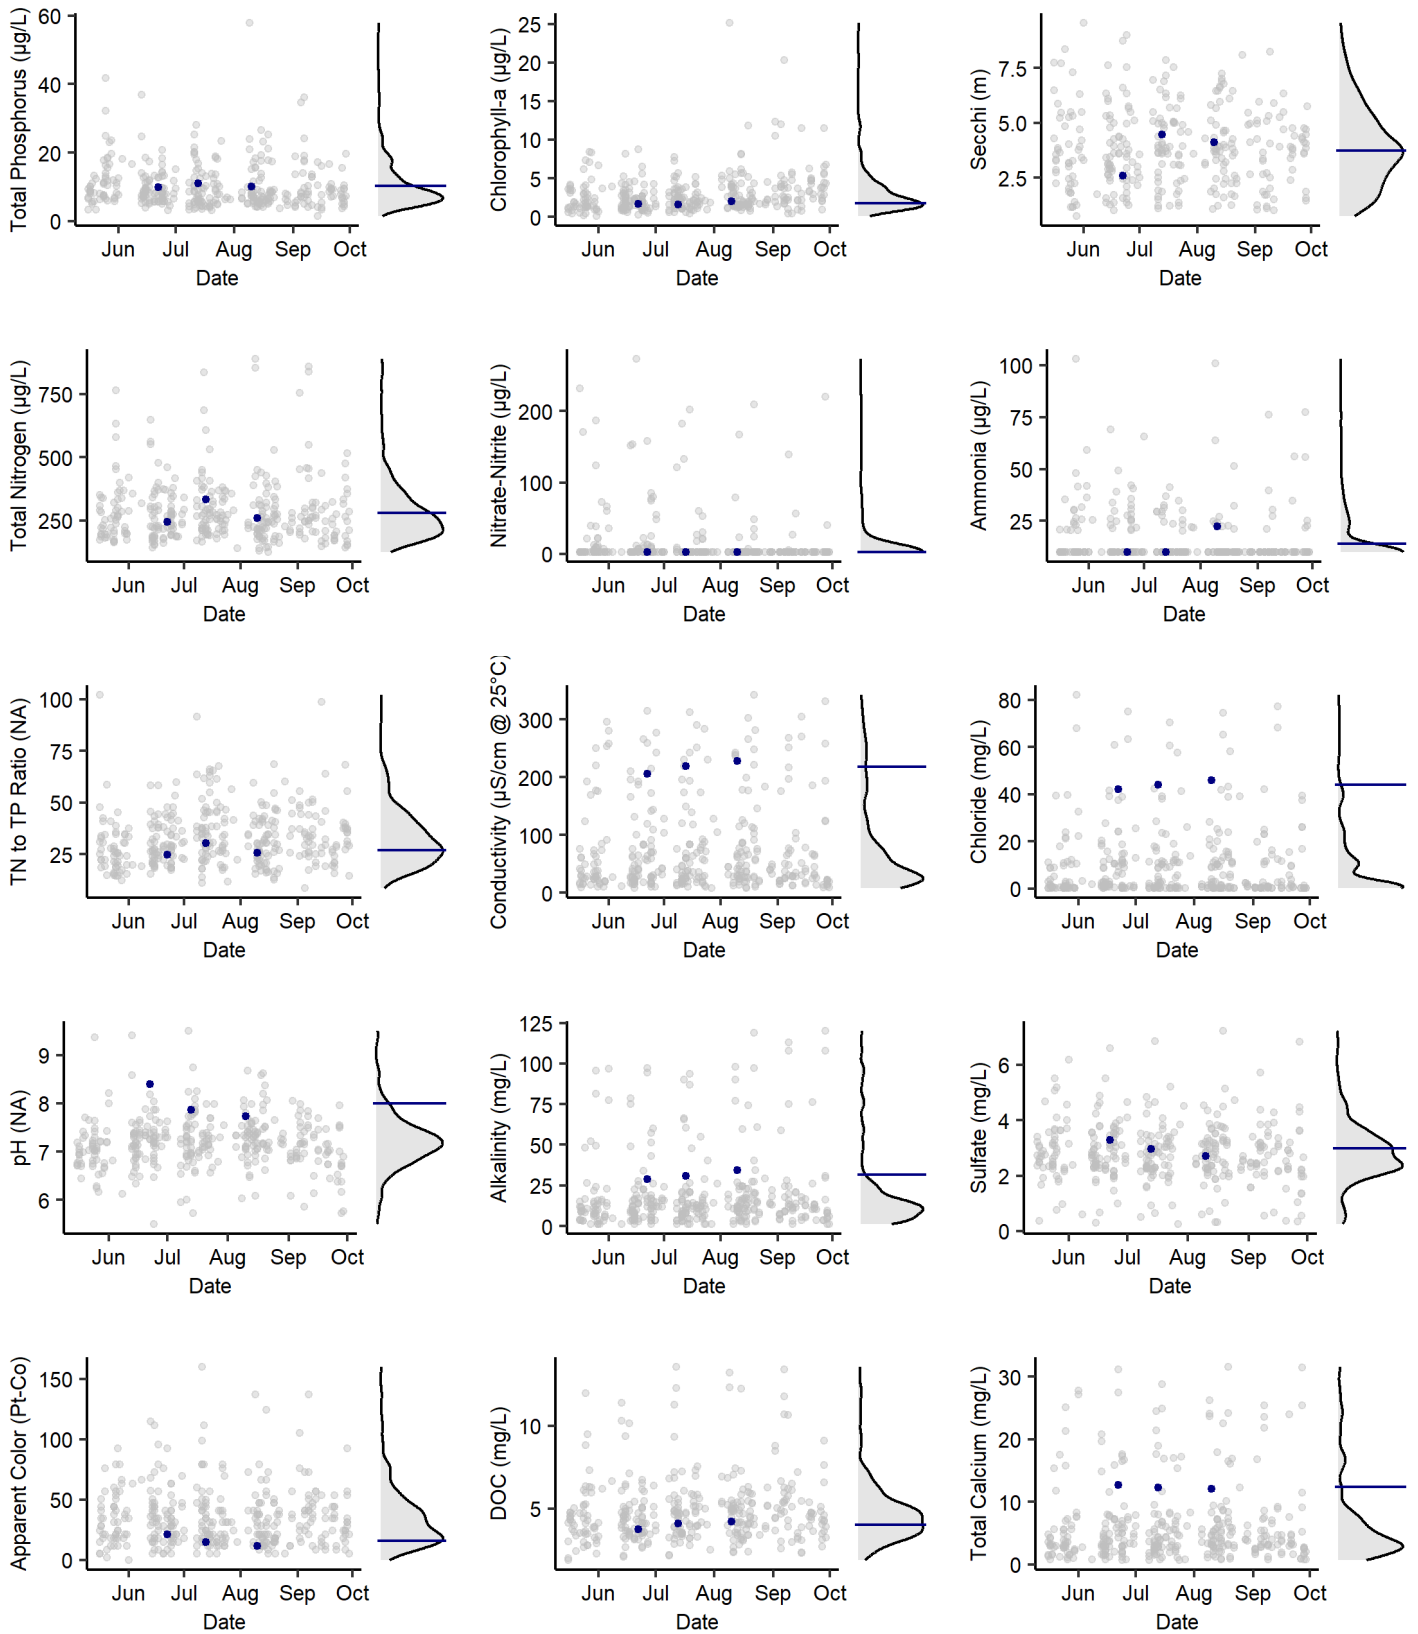 Total Phosphorus (µg/L)
60
40
20
0
Jun Jul Aug Sep Oct
Date
Chlorophyll-a (µg/L)
25
20
15
10
5
0
Jun Jul Aug Sep Oct
Date
Secchi (m)
7.5
5.0
2.5
Jun Jul Aug Sep Oct
Date
Total Nitrogen (µg/L)
750
500
250
Jun Jul Aug Sep Oct
Date
Nitrate-Nitrite (µg/L)
200
100
0
Jun Jul Aug Sep Oct
Date
Ammonia (µg/L)
100
75
50
25
Jun Jul Aug Sep Oct
Date
TN to TP Ratio (NA)
100
75
50
25
Jun Jul Aug Sep Oct
Date
Conductivity (µS/cm @ 25°C)
300
200
100
0
Jun Jul Aug Sep Oct
Date
Chloride (mg/L)
80
60
40
20
0
Jun Jul Aug Sep Oct
Date
pH (NA)
9
8
7
6
Jun Jul Aug Sep Oct
Date
Alkalinity (mg/L)
125
100
75
50
25
0
Jun Jul Aug Sep Oct
Date
Sulfate (mg/L)
6
4
2
0
Jun Jul Aug Sep Oct
Date
Apparent Color (Pt-Co)
150
100
50
0
Jun Jul Aug Sep Oct
Date
DOC (mg/L)
10
5
Jun Jul Aug Sep Oct
Date
Total Calcium (mg/L)
30
20
10
0
Jun Jul Aug Sep Oct
Date